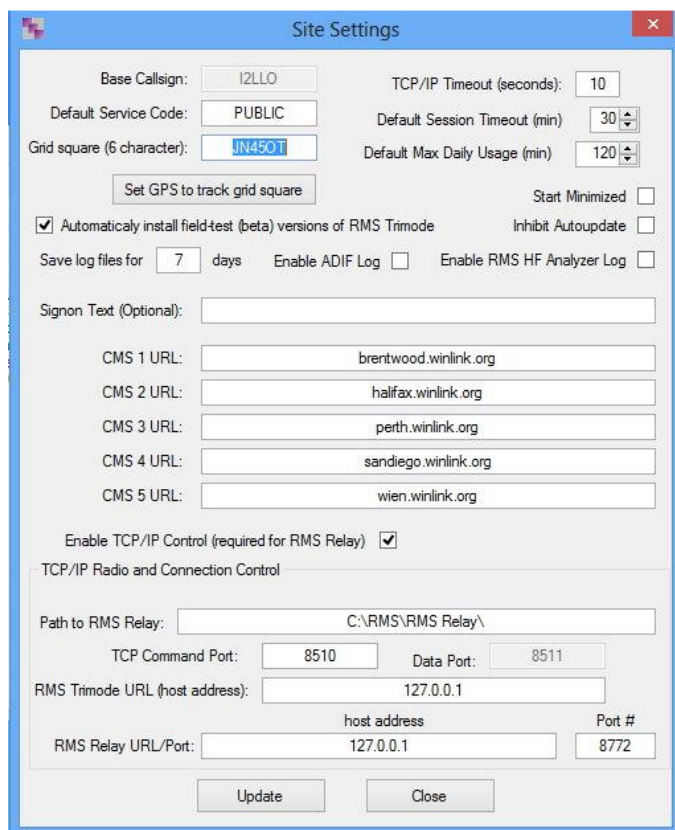 Site Settings
Base Callsign: I2LLO TCP/IP Timeout (seconds): 10
Default Service Code: PUBLIC Default Session Timeout (min) 30
Grid square (6 character): JN45OT Default Max Daily Usage (min) 120
Set GPS to track grid square Start Minimized
Automaticaly install field-test (beta) versions of RMS Trimode Inhibit Autoupdate
Save log files for 7 days Enable ADIF Log Enable RMS HF Analyzer Log
Signon Text (Optional):
CMS 1 URL: brentwood.winlink.org
CMS 2 URL: halifax.winlink.org
CMS 3 URL: perth.winlink.org
CMS 4 URL: sandiego.winlink.org
CMS 5 URL: wien.winlink.org
Enable TCP/IP Control (required for RMS Relay)
TCP/IP Radio and Connection Control
Path to RMS Relay: C:\RMS\RMS Relay\
TCP Command Port: 8510 Data Port: 8511
RMS Trimode URL (host address): 127.0.0.1
host address Port #
RMS Relay URL/Port: 127.0.0.1 8772
Update Close